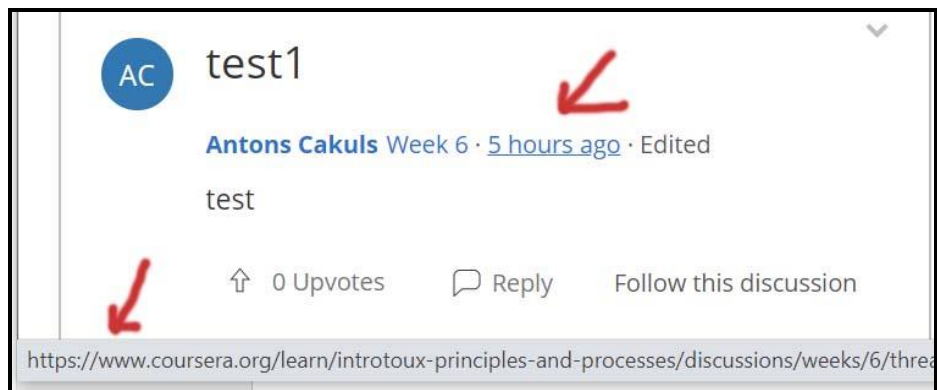 AC
test1
Antons Cakuls Week 6 · 5 hours ago · Edited
test
0 Upvotes Reply Follow this discussion
https://www.coursera.org/learn/introtoux-principles-and-processes/discussions/weeks/6/threa